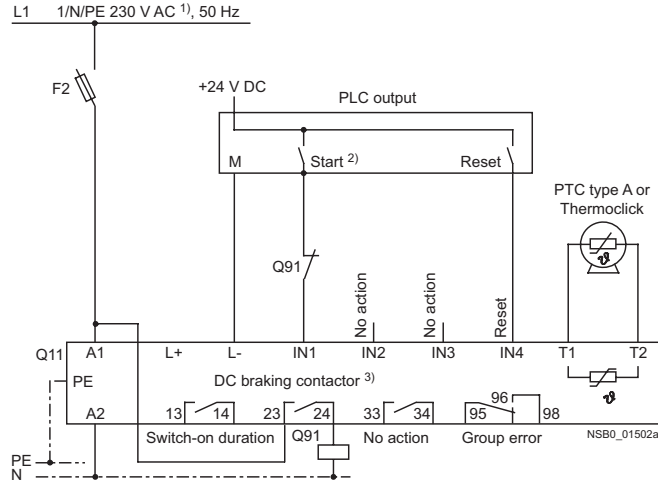 L1 1/N/PE 230 V AC 1), 50 Hz
F2
+24 V DC
PLC output
M Start 2) Reset
PTC type A or
Thermoclick
ϑ
Q91
No action
No action
Reset
Q11 A1 L+ L- IN1 IN2 IN3 IN4 T1 T2
PE DC braking contactor 3)
ϑ
A2 13 14 23 24 33 34 95 96 98
Switch-on duration Q91 No action Group error
NSB0_01502a
PE
N